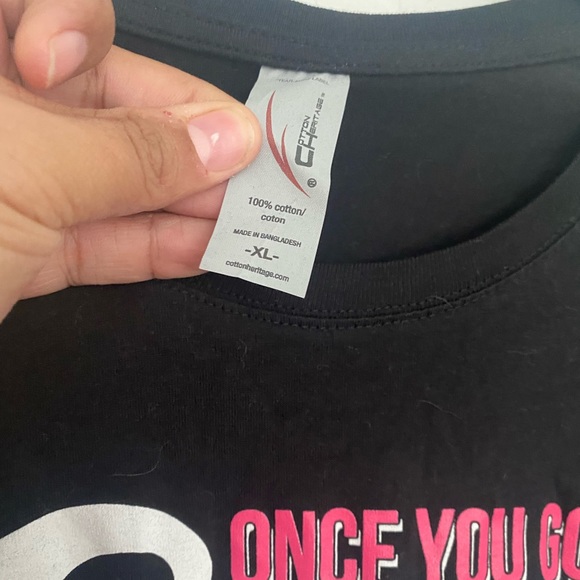 COTTON
HERITAGE
®
100% cotton/
coton
MADE IN BANGLADESH
-XL-
cottonheritage.com
ONCE YOU GO